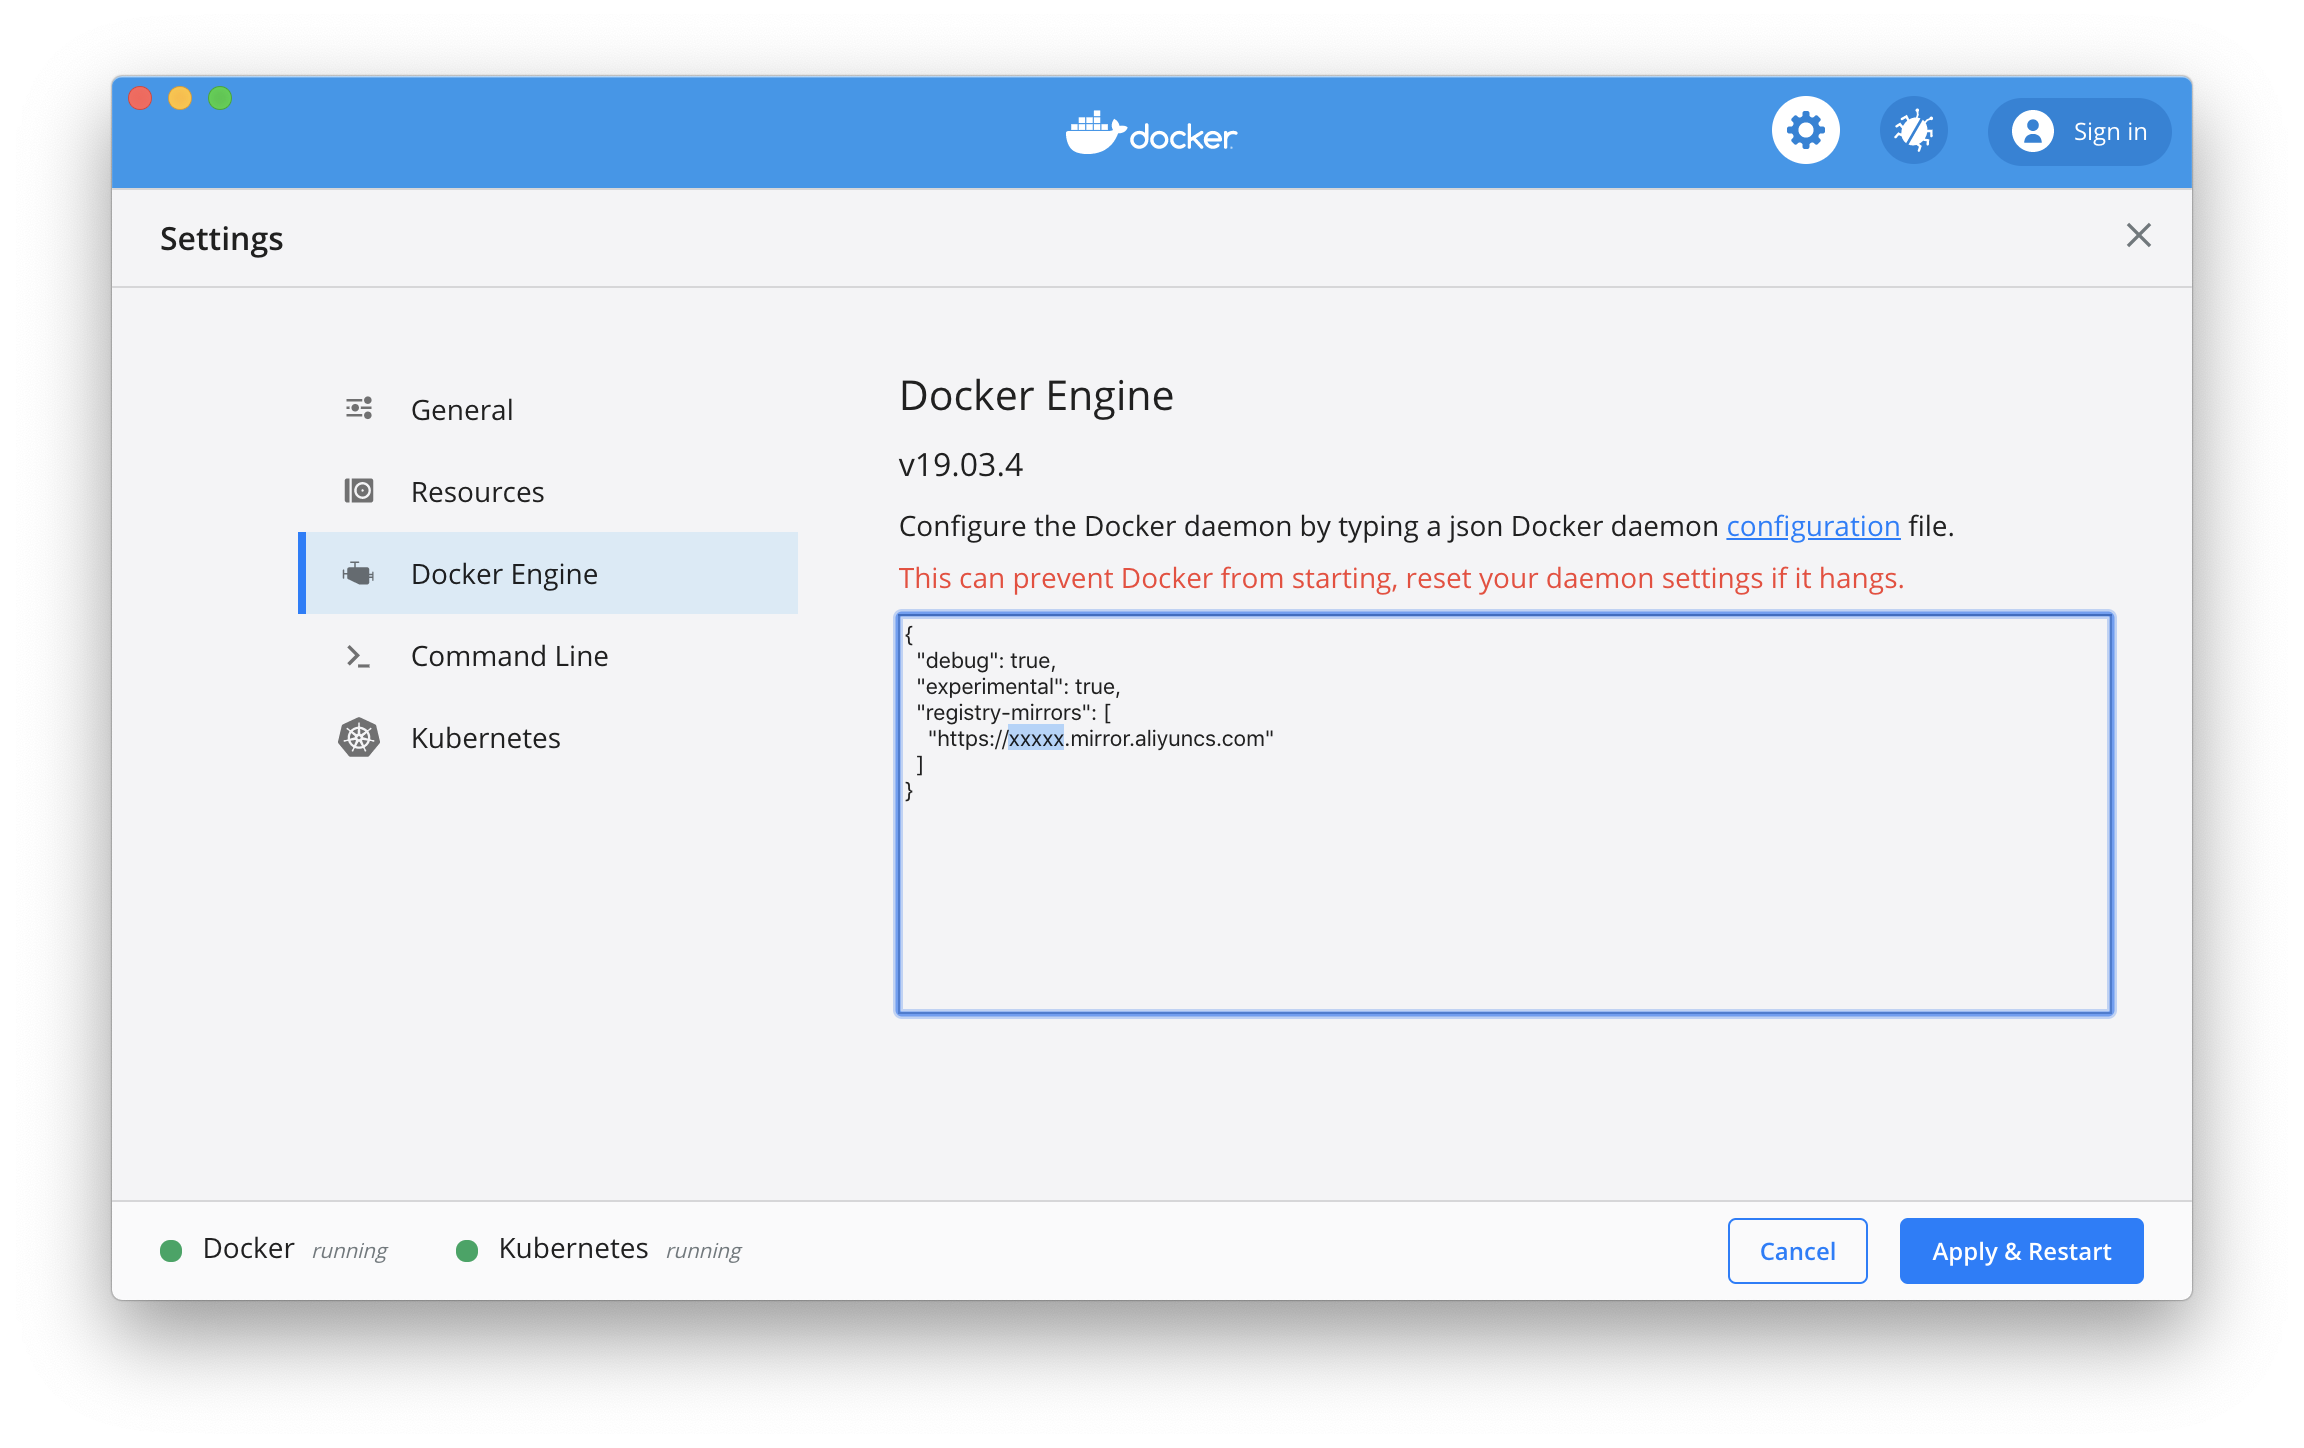 docker
Sign in
Settings
General
Resources
Docker Engine
Command Line
Kubernetes
Docker Engine
v19.03.4
Configure the Docker daemon by typing a json Docker daemon configuration file.
This can prevent Docker from starting, reset your daemon settings if it hangs.
{
  "debug": true,
  "experimental": true,
  "registry-mirrors": [
    "https://xxxxx.mirror.aliyuncs.com"
  ]
}
Docker running
Kubernetes running
Cancel
Apply & Restart